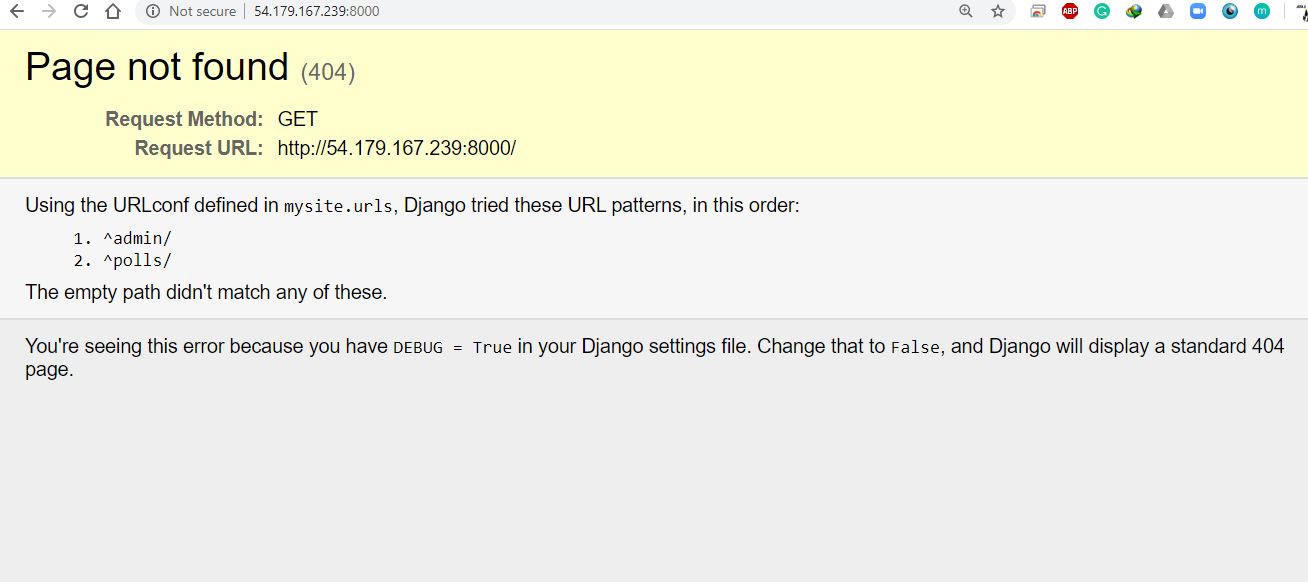 Not secure | 54.179.167.239:8000
ABP
m
Page not found (404)
Request Method: GET
Request URL: http://54.179.167.239:8000/
Using the URLconf defined in mysite.urls, Django tried these URL patterns, in this order:
1. ^admin/
2. ^polls/
The empty path didn't match any of these.
You're seeing this error because you have DEBUG = True in your Django settings file. Change that to False, and Django will display a standard 404
page.